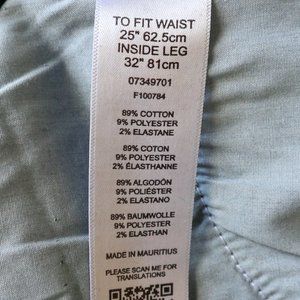 TO FIT WAIST
25" 62.5cm
INSIDE LEG
32" 81cm
07349701
F100784
89% COTTON
9% POLYESTER
2% ELASTANE
89% COTON
9% POLYESTER
2% ÉLASTHANNE
89% ALGODÓN
9% POLIÉSTER
2% ELASTANO
89% BAUMWOLLE
9% POLYESTER
2% ELASTHAN
MADE IN MAURITIUS
PLEASE SCAN ME FOR
TRANSLATIONS